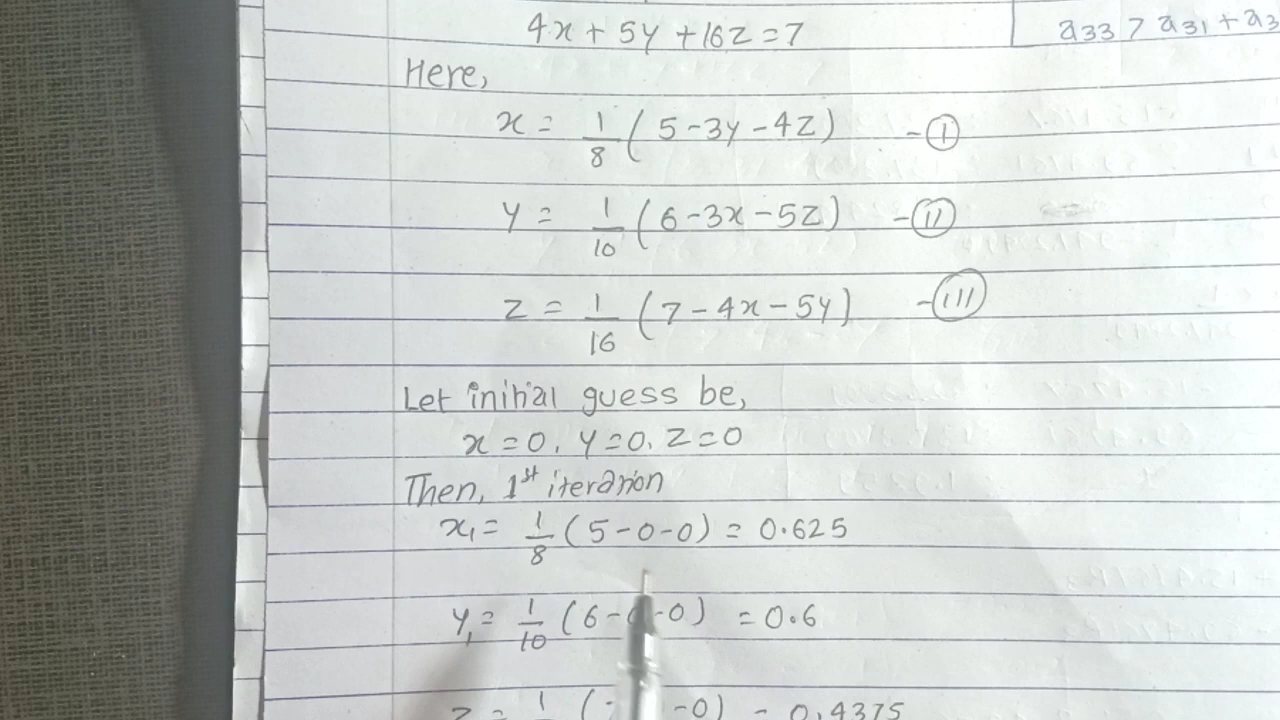 4x + 5y + 16z = 7
a33 > a31 + a3
Here,
x = 1/8 ( 5 - 3y - 4z) - (i)
y = 1/10 ( 6 - 3x - 5z) - (ii)
z = 1/16 ( 7 - 4x - 5y) - (iii)
Let initial guess be,
x = 0, y = 0, z = 0
Then, 1st iteration
x1 = 1/8 ( 5 - 0 - 0) = 0.625
y1 = 1/10 ( 6 - 0 - 0) = 0.6
z = 1 ( - 0) = 0.4375